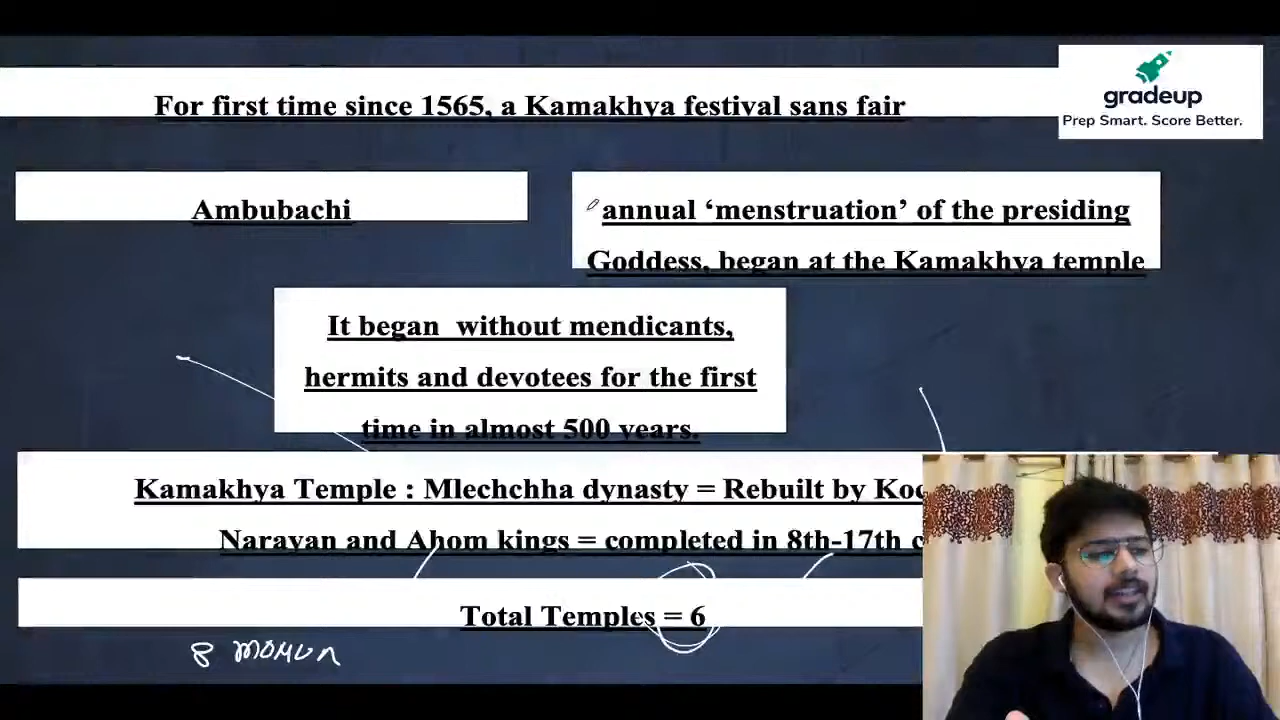 For first time since 1565, a Kamakhya festival sans fair
gradeup
Prep Smart. Score Better.
Ambubachi
annual ‘menstruation’ of the presiding
Goddess, began at the Kamakhya temple
It began without mendicants,
hermits and devotees for the first
time in almost 500 years.
Kamakhya Temple : Mlechchha dynasty = Rebuilt by
Narayan and Ahom kings = completed in 8th-17th
Total Temples = 6
8